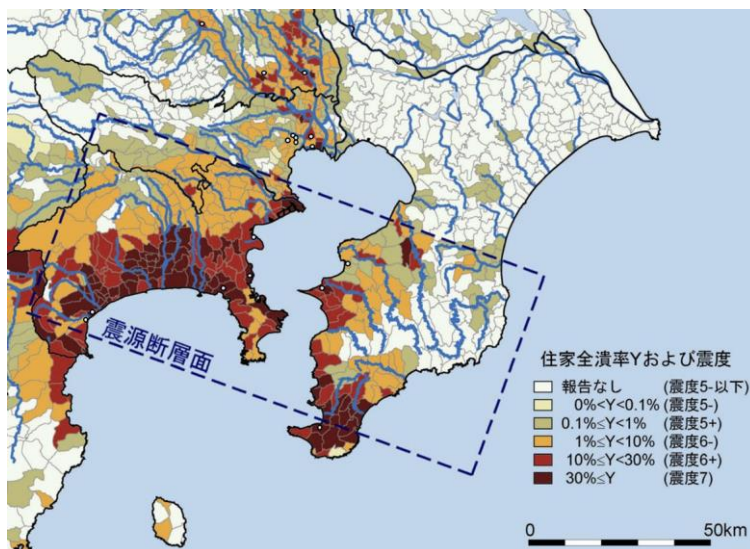 震源断層面
住家全潰率Yおよび震度
報告なし (震度5-以下)
0%<Y<0.1% (震度5-)
0.1%≤Y<1% (震度5+)
1%≤Y<10% (震度6-)
10%≤Y<30% (震度6+)
30%≤Y (震度7)
0 50km